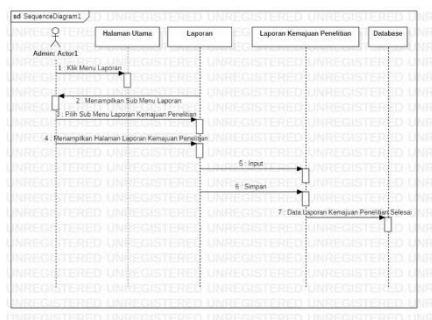 sd SequenceDiagram1
Halaman Utama
Laporan
Laporan Kemajuan Penelitian
Database
Admin: Actor1
1 : Klik Menu Laporan
2 : Menampilkan Sub Menu Laporan
3 : Pilih Sub Menu Laporan Kemajuan Penelitian
4 : Menampilkan Halaman Laporan Kemajuan Penelitian
5 : Input
6 : Simpan
7 : Data Laporan Kemajuan Penelitian Selesai
UNREGISTERED